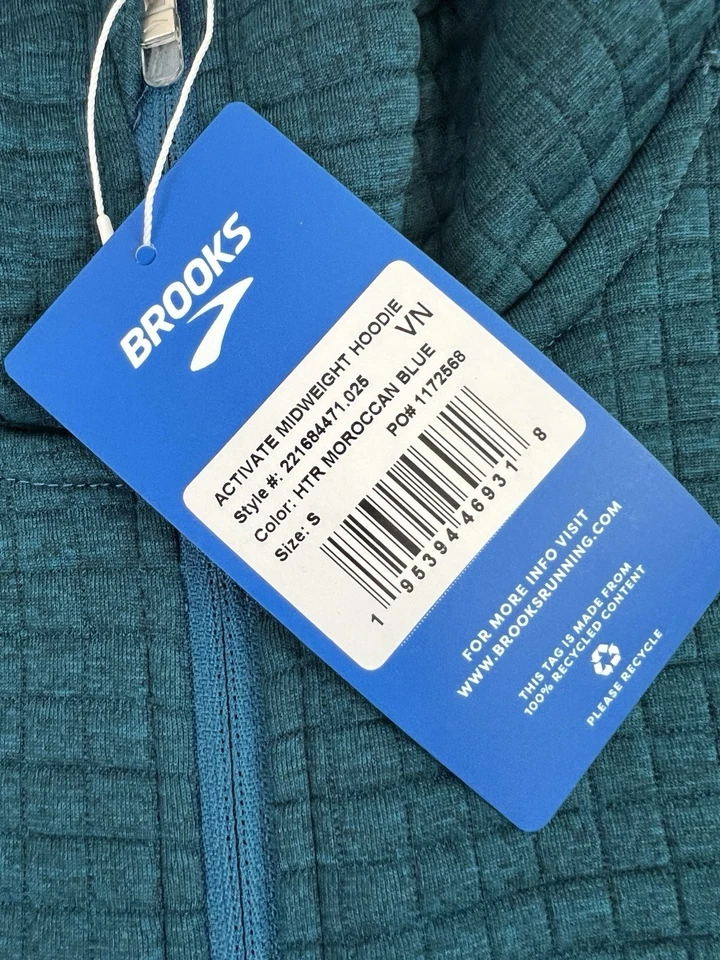 BROOKS
ACTIVATE MIDWEIGHT HOODIE
Style #: 221684471.025 VN
Color: HTR MOROCCAN BLUE
Size: S PO# 1172568
1 95394 46931 8
FOR MORE INFO VISIT
WWW.BROOKSRUNNING.COM
THIS TAG IS MADE FROM
100% RECYCLED CONTENT
PLEASE RECYCLE